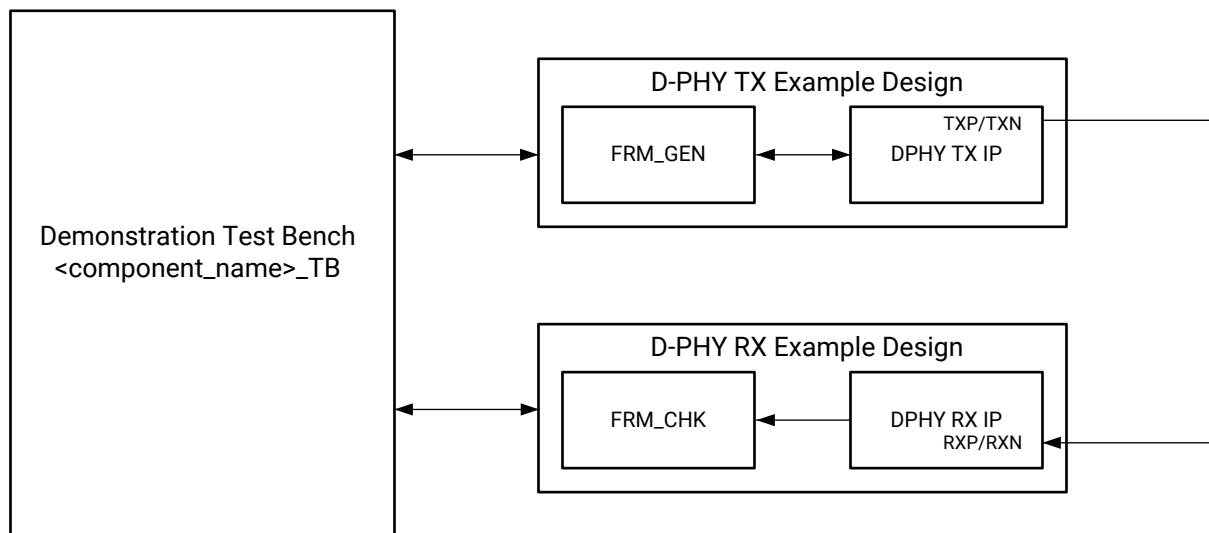 Demonstration Test Bench
<component_name>_TB
D-PHY TX Example Design
FRM_GEN
TXP/TXN
DPHY TX IP
D-PHY RX Example Design
FRM_CHK
DPHY RX IP
RXP/RXN